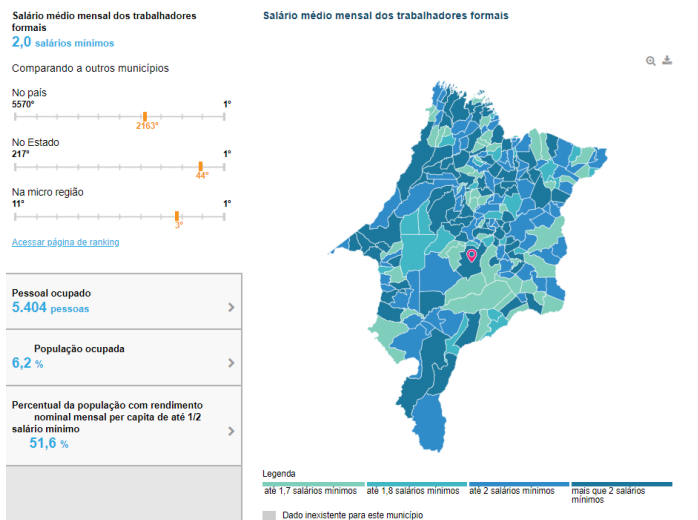 Salário médio mensal dos trabalhadores
formais
2,0 salários mínimos
Comparando a outros municípios
No país
5570º 1º
2163º
No Estado
217º 1º
44º
Na micro região
11º 1º
3º
Acessar página de ranking
Pessoal ocupado
5.404 pessoas
População ocupada
6,2 %
Percentual da população com rendimento
nominal mensal per capita de até 1/2
salário mínimo
51,6 %
Salário médio mensal dos trabalhadores formais
Legenda
até 1,7 salários mínimos até 1,8 salários mínimos até 2 salários mínimos mais que 2 salários
mínimos
Dado inexistente para este município